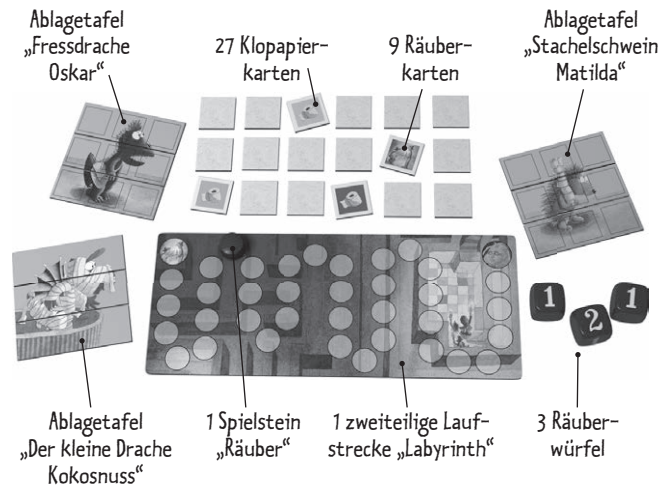 Ablagetafel
„Fressdrache
Oskar“
27 Klopapier-
karten
9 Räuber-
karten
Ablagetafel
„Stachelschwein
Matilda“
1
2
1
Ablagetafel
„Der kleine Drache
Kokosnuss“
1 Spielstein
„Räuber“
1 zweiteilige Lauf-
strecke „Labyrinth“
3 Räuber-
würfel